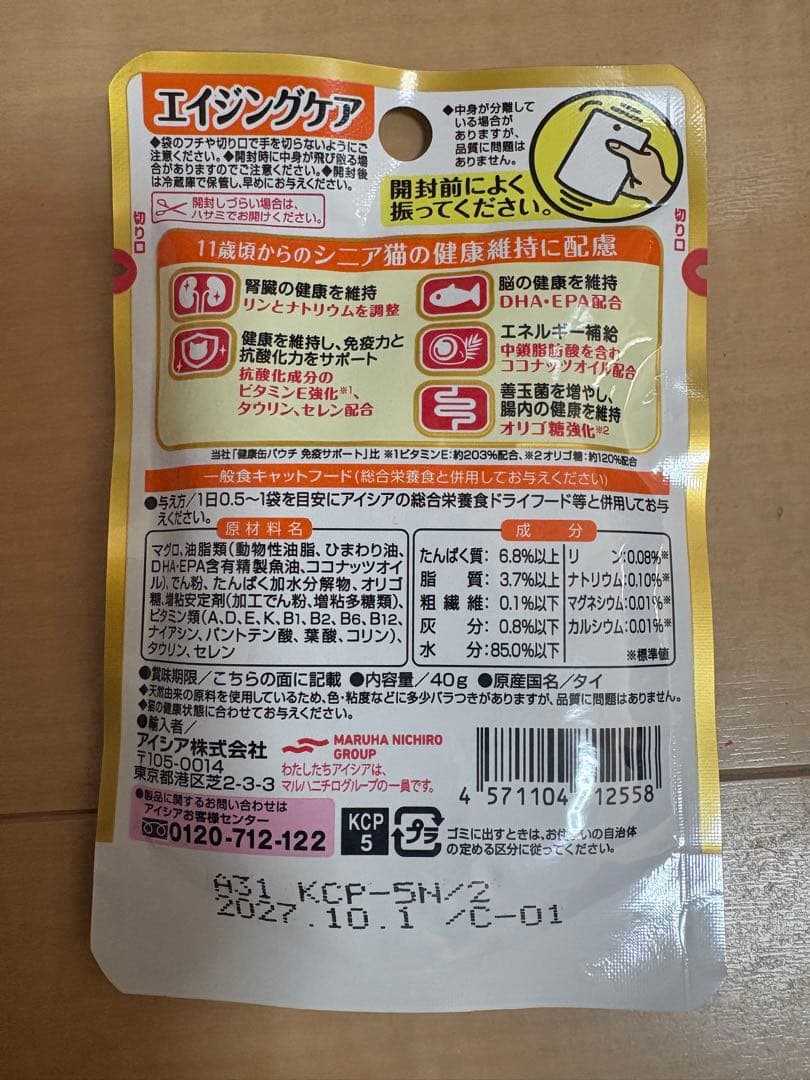 エイジングケア
◆袋のフチや切り口で手を切らないようにご
注意ください。◆開封時に中身が飛び散る場
合がありますのでご注意ください。◆開封後
は冷蔵庫で保管し、早めにお与えください。
開封しづらい場合は、
ハサミでお開けください。
◆中身が分離して
いる場合が
ありますが、
品質に問題は
ありません。
開封前によく
振ってください。
切り口
切り口
11歳頃からのシニア猫の健康維持に配慮
腎臓の健康を維持
リンとナトリウムを調整
健康を維持し、免疫力と
抗酸化力をサポート
抗酸化成分の
ビタミンE強化※1、
タウリン、セレン配合
脳の健康を維持
DHA・EPA配合
エネルギー補給
中鎖脂肪酸を含む
ココナッツオイル配合
善玉菌を増やし、
腸内の健康を維持
オリゴ糖強化※2
当社「健康缶パウチ 免疫サポート」比 ※1ビタミンE:約203%配合、※2オリゴ糖:約120%配合
一般食キャットフード(総合栄養食と併用してお与えください)
●与え方/1日0.5〜1袋を目安にアイシアの総合栄養食ドライフード等と併用してお与
えください。
原材料名
マグロ、油脂類(動物性油脂、ひまわり油、
DHA・EPA含有精製魚油、ココナッツオイ
ル)、でん粉、たんぱく加水分解物、オリゴ
糖、増粘安定剤(加工でん粉、増粘多糖類)、
ビタミン類(A、D、E、K、B1、B2、B6、B12、
ナイアシン、パントテン酸、葉酸、コリン)、
タウリン、セレン
成分
たんぱく質:6.8%以上 リン:0.08%※
脂質:3.7%以上 ナトリウム:0.10%※
粗繊維:0.1%以下 マグネシウム:0.01%※
灰分:0.8%以下 カルシウム:0.01%※
水分:85.0%以下 ※標準値
●賞味期限/こちらの面に記載 ●内容量/40g ●原産国名/タイ
◆天然由来の原料を使用しているため、色・粘度などに多少バラつきがありますが、品質に問題はありません。
◆猫の健康状態に合わせてお与えください。
●輸入者/
アイシア株式会社
〒105-0014
東京都港区芝2-3-3
MARUHA NICHIRO
GROUP
わたしたちアイシアは、
マルハニチログループの一員です。
4 571104 712558
●製品に関するお問い合わせは
アイシアお客様センター
0120-712-122
KCP
5
プラ
ゴミに出すときは、お住まいの自治体
の定める区分に従ってください。
A31 KCP-5N/2
2027.10.1 /C-01